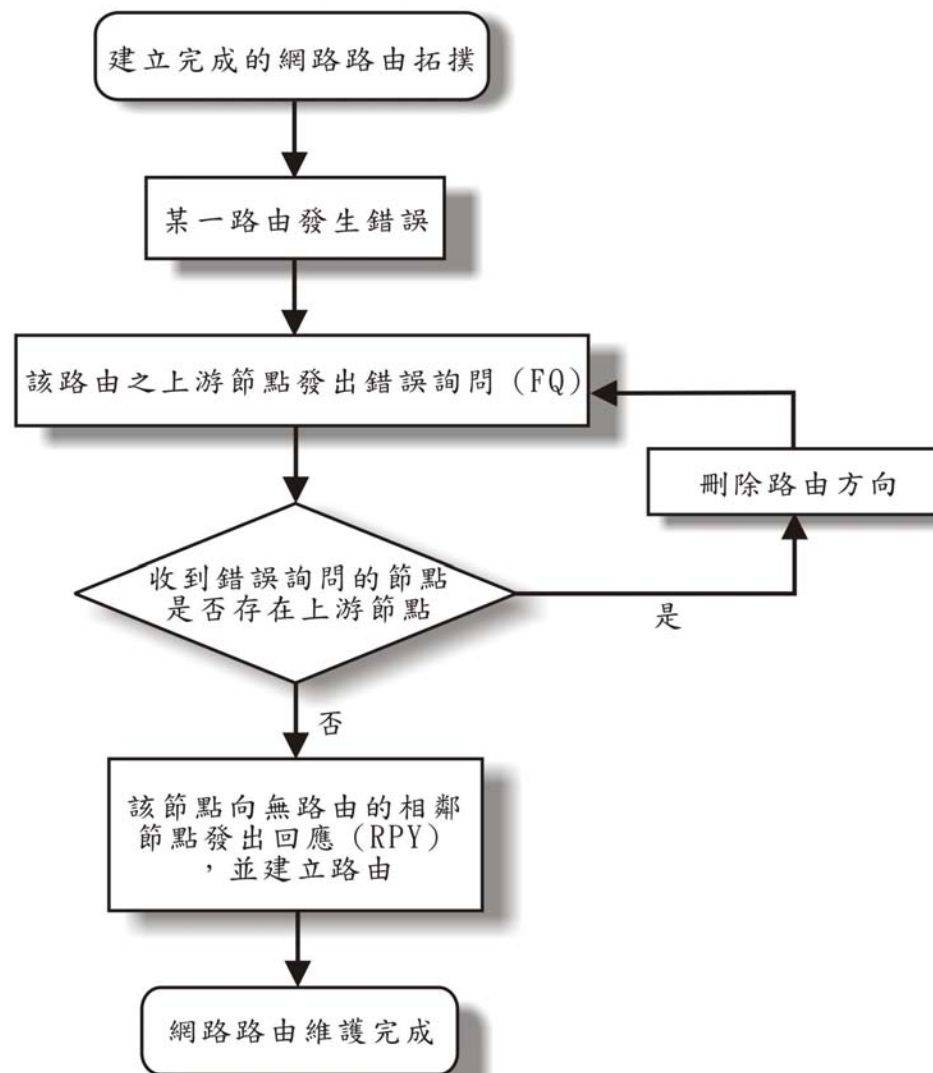 建立完成的網路路由拓撲
某一路由發生錯誤
該路由之上游節點發出錯誤詢問 (FQ)
刪除路由方向
收到錯誤詢問的節點
是否存在上游節點
是
否
該節點向無路由的相鄰
節點發出回應 (RPY)
，並建立路由
網路路由維護完成